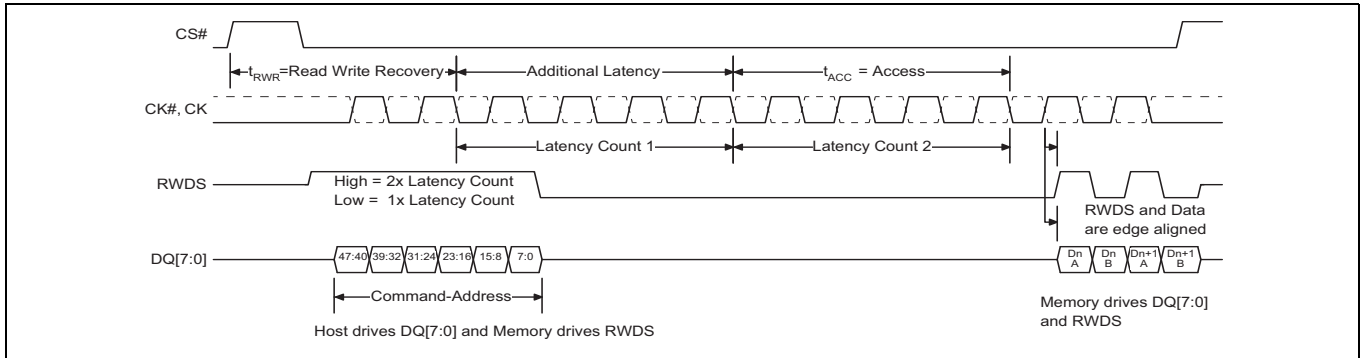 CS#
tRWR=Read Write Recovery
Additional Latency
tACC = Access
CK#, CK
Latency Count 1
Latency Count 2
RWDS
High = 2x Latency Count
Low = 1x Latency Count
RWDS and Data
are edge aligned
DQ[7:0]
47:40 39:32 31:24 23:16 15:8 7:0
Dn A
Dn B
Dn+1 A
Dn+1 B
Command-Address
Host drives DQ[7:0] and Memory drives RWDS
Memory drives DQ[7:0]
and RWDS